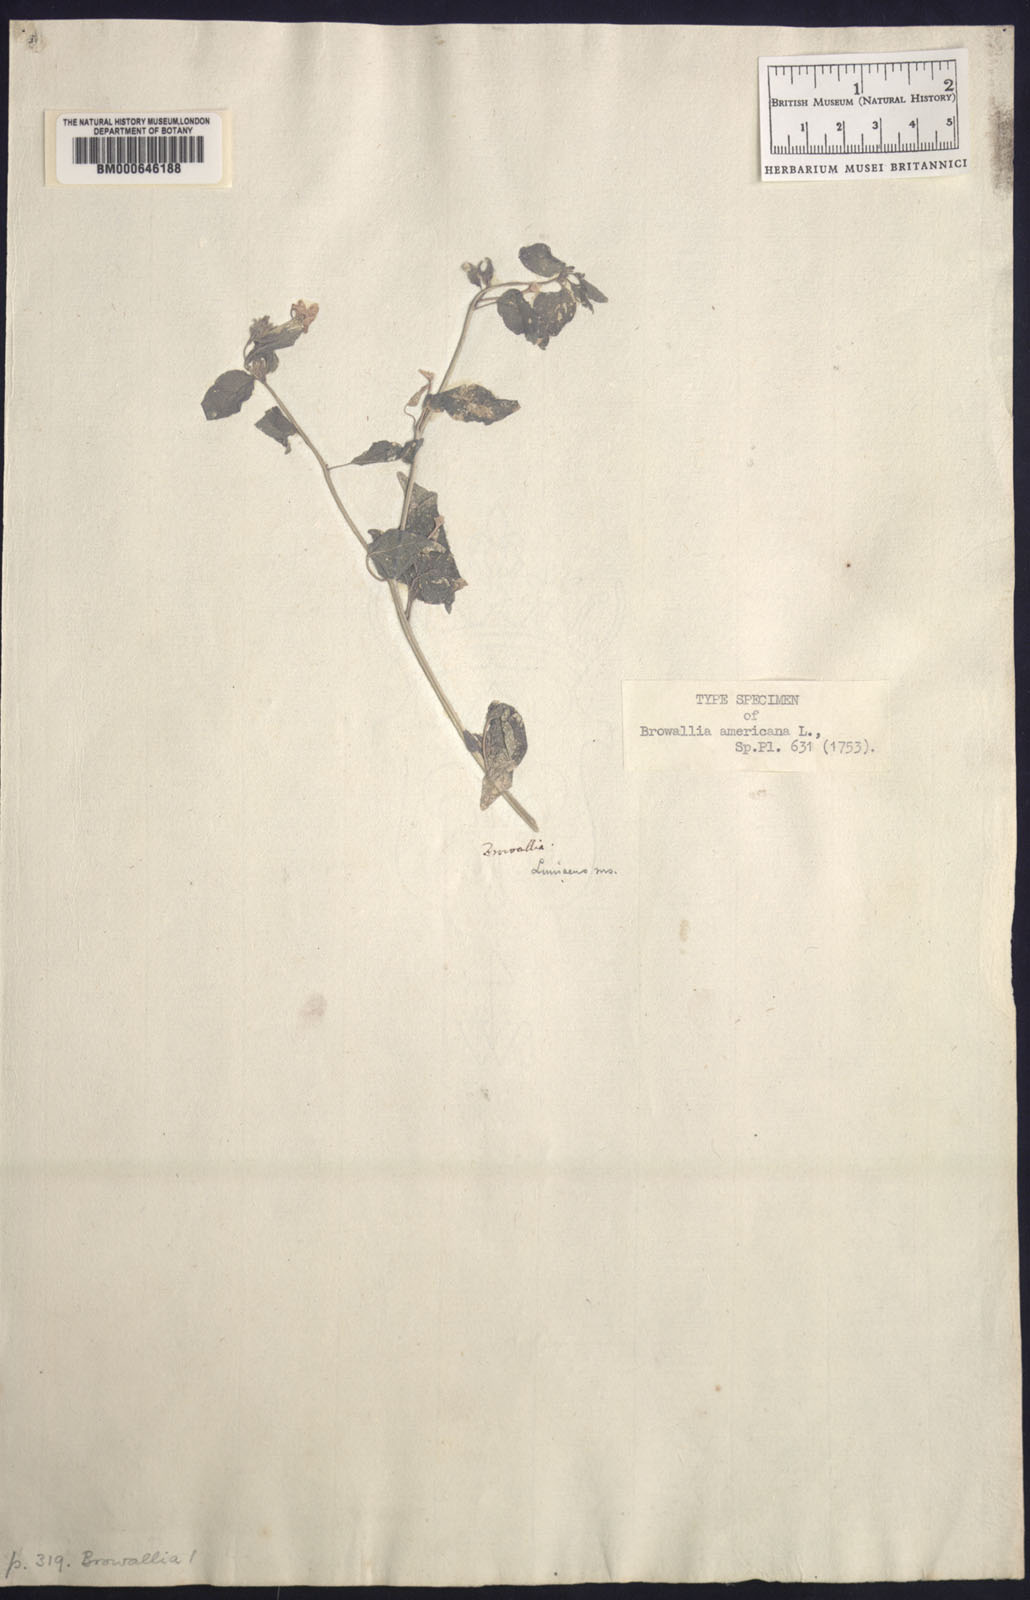 THE NATURAL HISTORY MUSEUM, LONDON
DEPARTMENT OF BOTANY
BM000646188
1 2
BRITISH MUSEUM (NATURAL HISTORY)
1 2 3 4 5
HERBARIUM MUSEI BRITANNICI
TYPE SPECIMEN
of
Browallia americana L.,
Sp.Pl. 631 (1753).
Browallia.
Linnaeus ms.
p. 319. Browallia 1